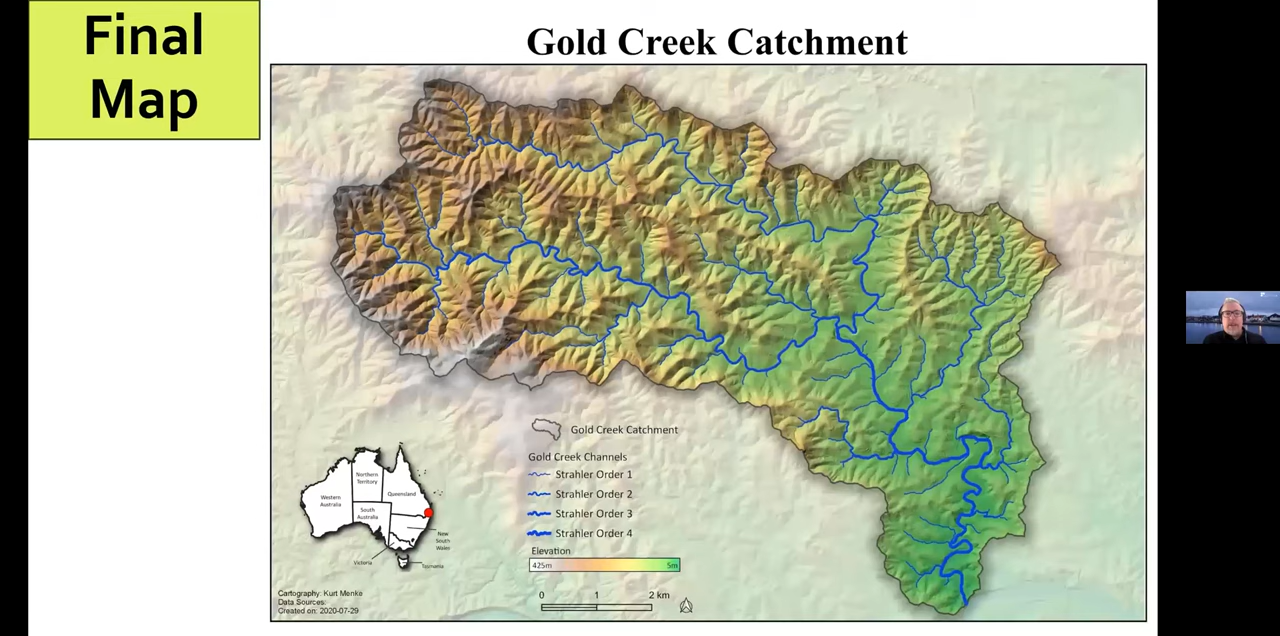 Final
Map
Gold Creek Catchment
Gold Creek Catchment
Gold Creek Channels
Strahler Order 1
Strahler Order 2
Strahler Order 3
Strahler Order 4
Elevation
425m
5m
0 1 2 km
Western
Australia
Northern
Territory
Queensland
South
Australia
New
South
Wales
Victoria
Tasmania
Cartography: Kurt Menke
Data Sources:
Created on: 2020-07-29